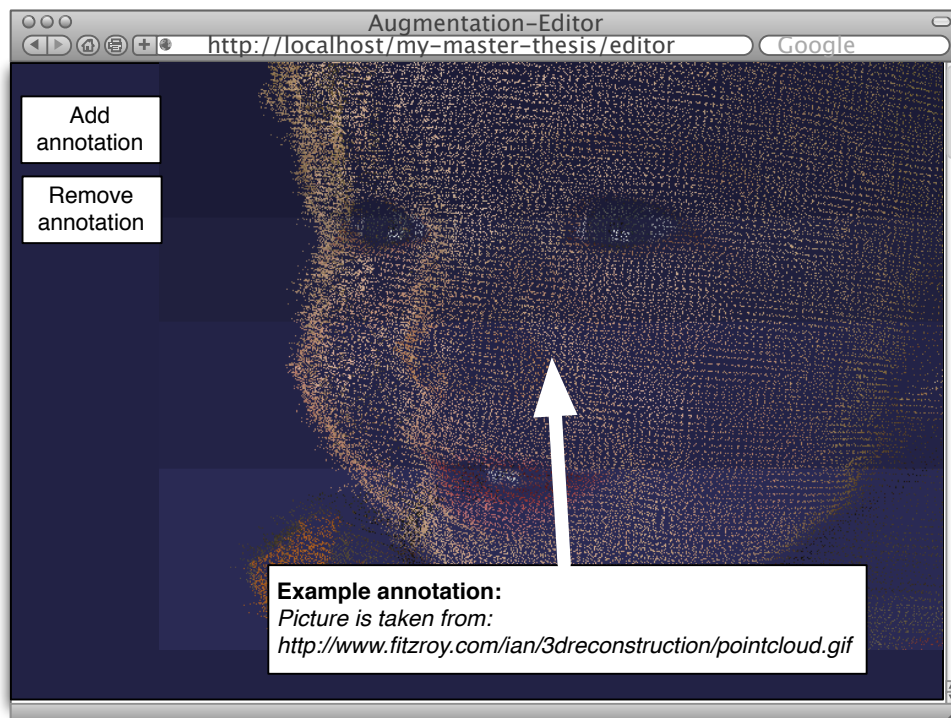 Augmentation-Editor
http://localhost/my-master-thesis/editor
Google
Add
annotation
Remove
annotation
Example annotation:
Picture is taken from:
http://www.fitzroy.com/ian/3dreconstruction/pointcloud.gif